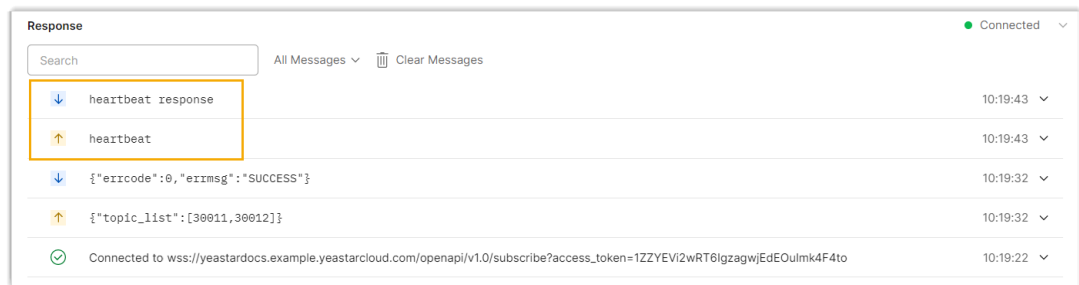 Response
Connected
Search
All Messages
Clear Messages
heartbeat response 10:19:43
heartbeat 10:19:43
{"errcode":0,"errmsg":"SUCCESS"} 10:19:32
{"topic_list":[30011,30012]} 10:19:32
Connected to wss://yeastardocs.example.yeastarcloud.com/openapi/v1.0/subscribe?access_token=1ZZYEVi2wRT6IgzagwjEdEOuImk4F4to 10:19:22